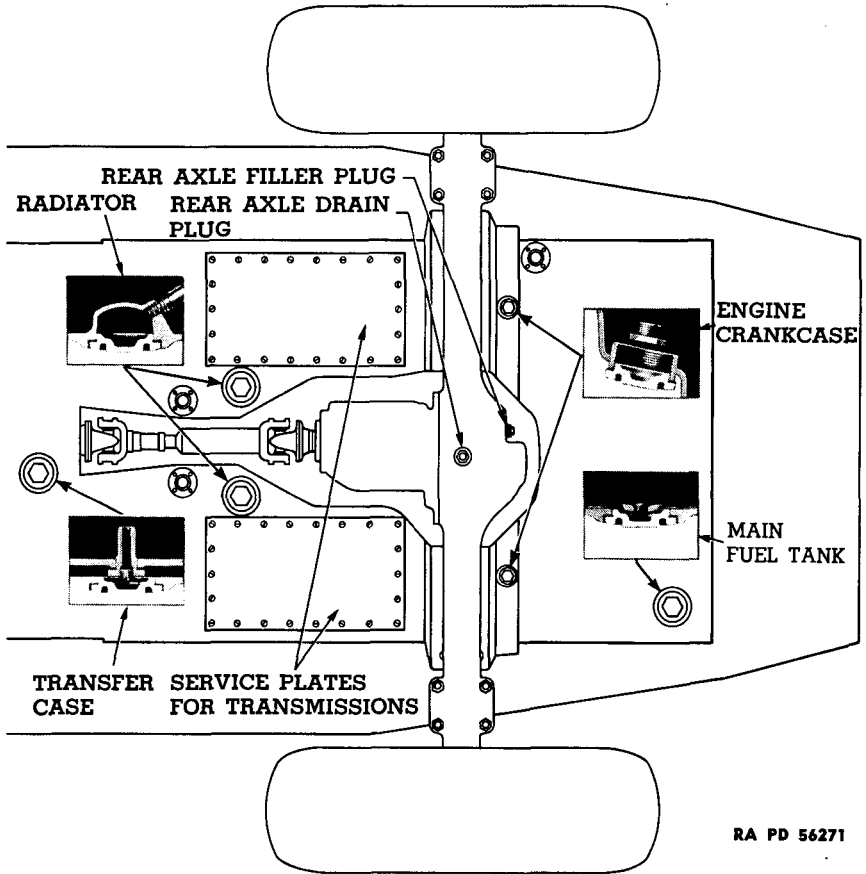 REAR AXLE FILLER PLUG
RADIATOR
REAR AXLE DRAIN
PLUG
ENGINE
CRANKCASE
MAIN
FUEL TANK
TRANSFER
CASE
SERVICE PLATES
FOR TRANSMISSIONS
RA PD 56271